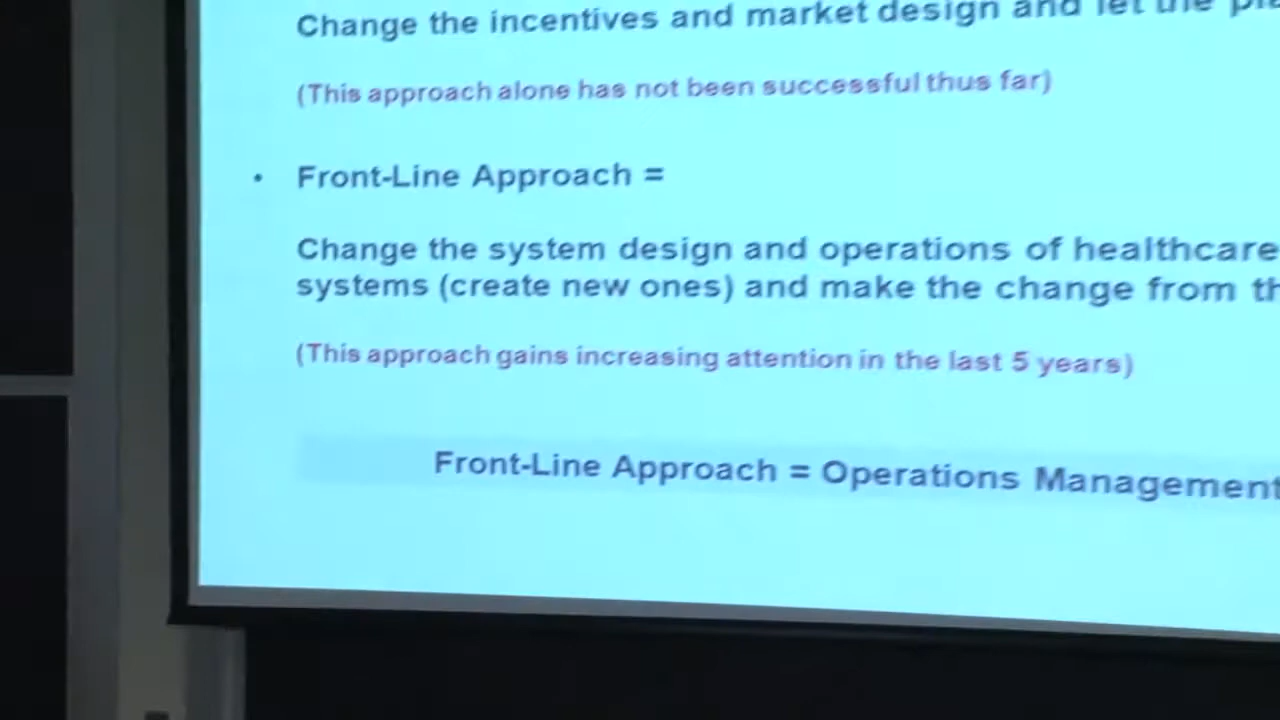 Change the incentives and market design and let the
(This approach alone has not been successful thus far)
• Front-Line Approach =
Change the system design and operations of healthcare
systems (create new ones) and make the change from
(This approach gains increasing attention in the last 5 years)
Front-Line Approach = Operations Management